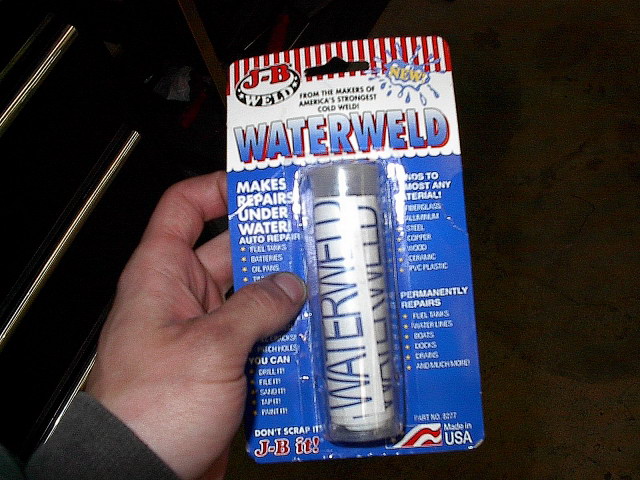 J-B
WELD
NEW!
FROM THE MAKERS OF
AMERICA'S STRONGEST
COLD WELD!
WATERWELD
MAKES
REPAIRS
UNDER
WATER!
AUTO REPAIR
FUEL TANKS
BATTERIES
OIL PANS
YOU CAN
DRILL IT!
FILE IT!
SAND IT!
TAP IT!
PAINT IT!
DON'T SCRAP IT
J-B it!
WATERWELD
WATERWELD
TO
MOST ANY
FIBERGLASS
ALUMINUM
STEEL
COPPER
WOOD
CERAMIC
PVC PLASTIC
PERMANENTLY
REPAIRS
FUEL TANKS
WATER LINES
BOATS
DOCKS
DRAINS
AND MUCH MORE!
PART NO. 8277
Made in
USA